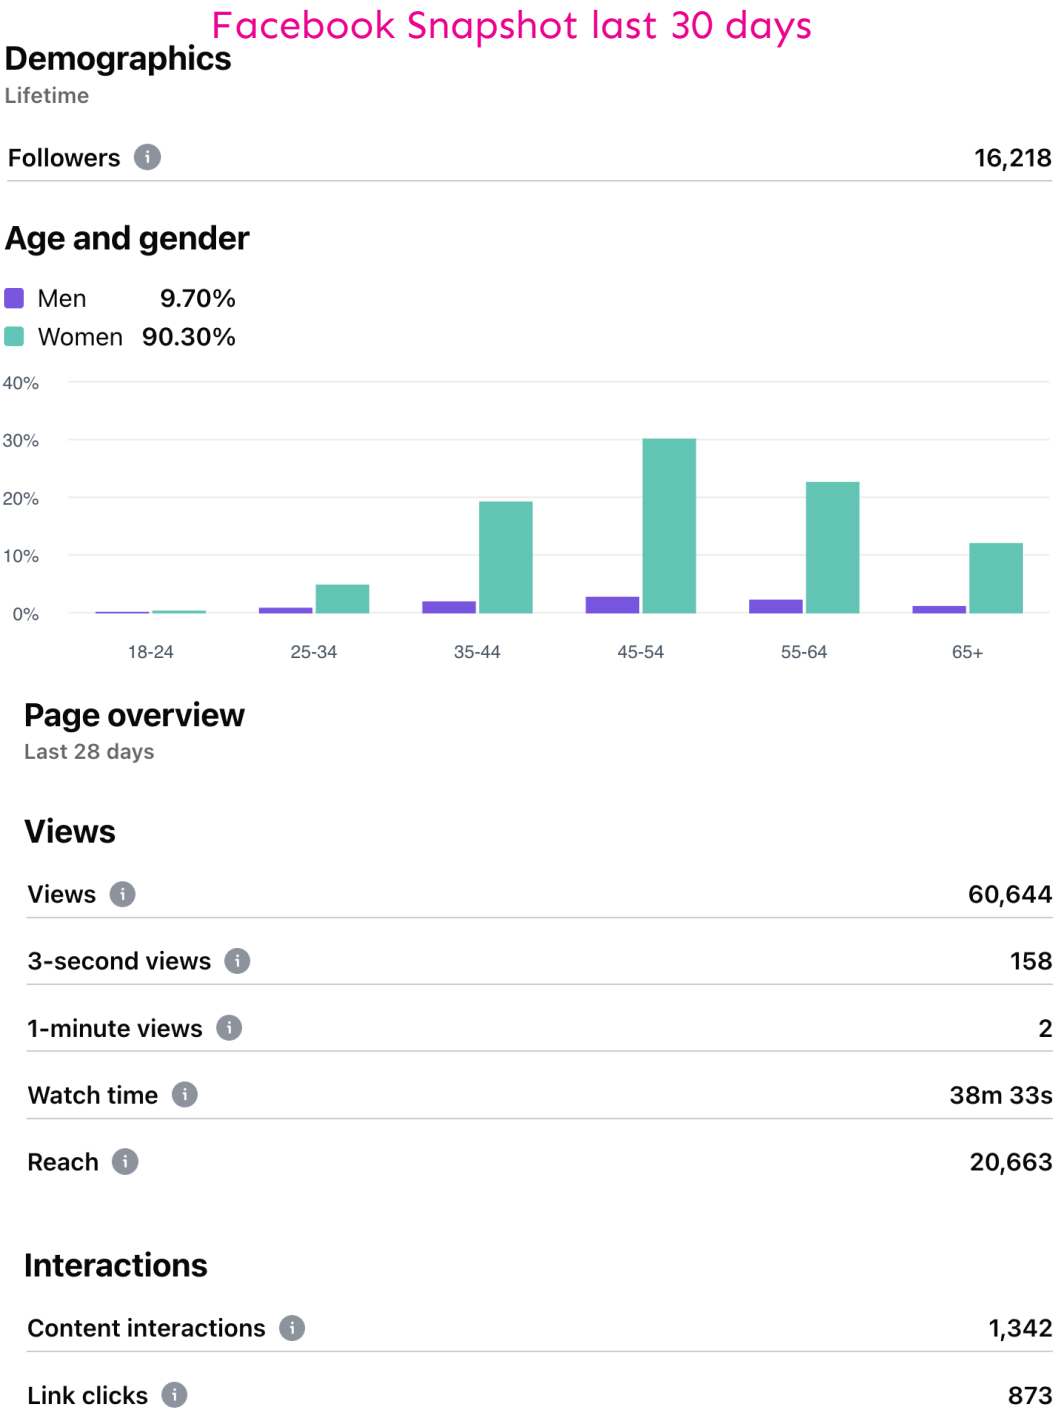 Facebook Snapshot last 30 days
Demographics
Lifetime
Followers 16,218
Age and gender
Men 9.70%
Women 90.30%
40%
30%
20%
10%
0%
18-24 25-34 35-44 45-54 55-64 65+
Page overview
Last 28 days
Views
Views 60,644
3-second views 158
1-minute views 2
Watch time 38m 33s
Reach 20,663
Interactions
Content interactions 1,342
Link clicks 873